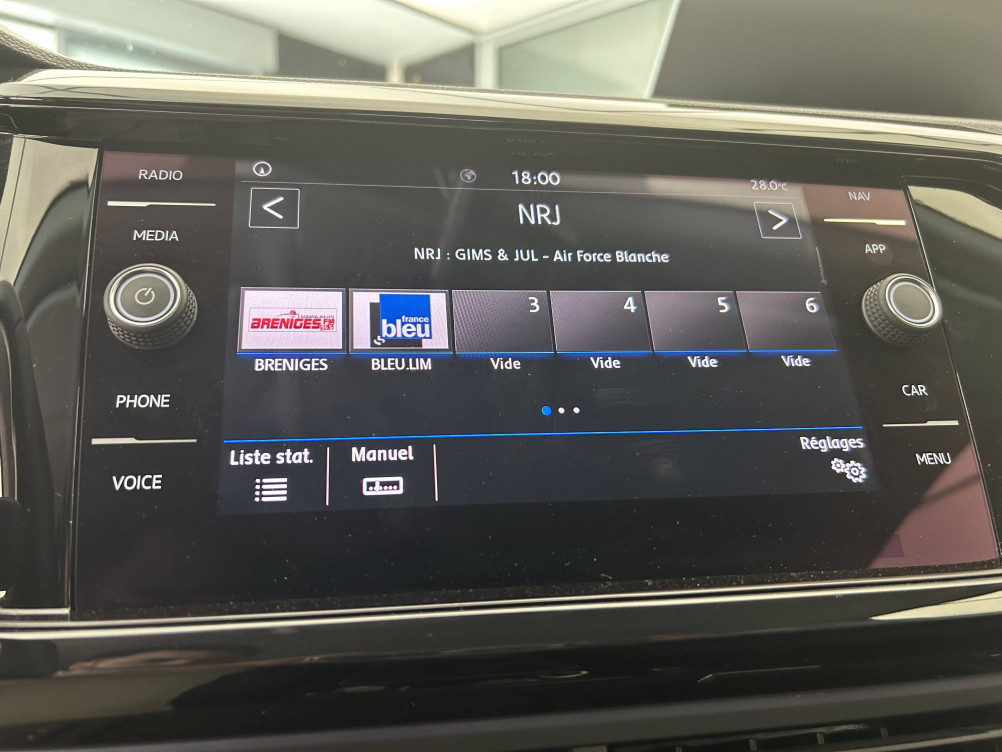 RADIO
MEDIA
PHONE
VOICE
18:00
28.0°C
<
NRJ
>
NRJ : GIMS & JUL - Air Force Blanche
BRENIGES FM
france
bleu
3
4
5
6
BRENIGES
BLEU.LIM
Vide
Vide
Vide
Vide
Liste stat.
Manuel
Réglages
NAV
APP
CAR
MENU